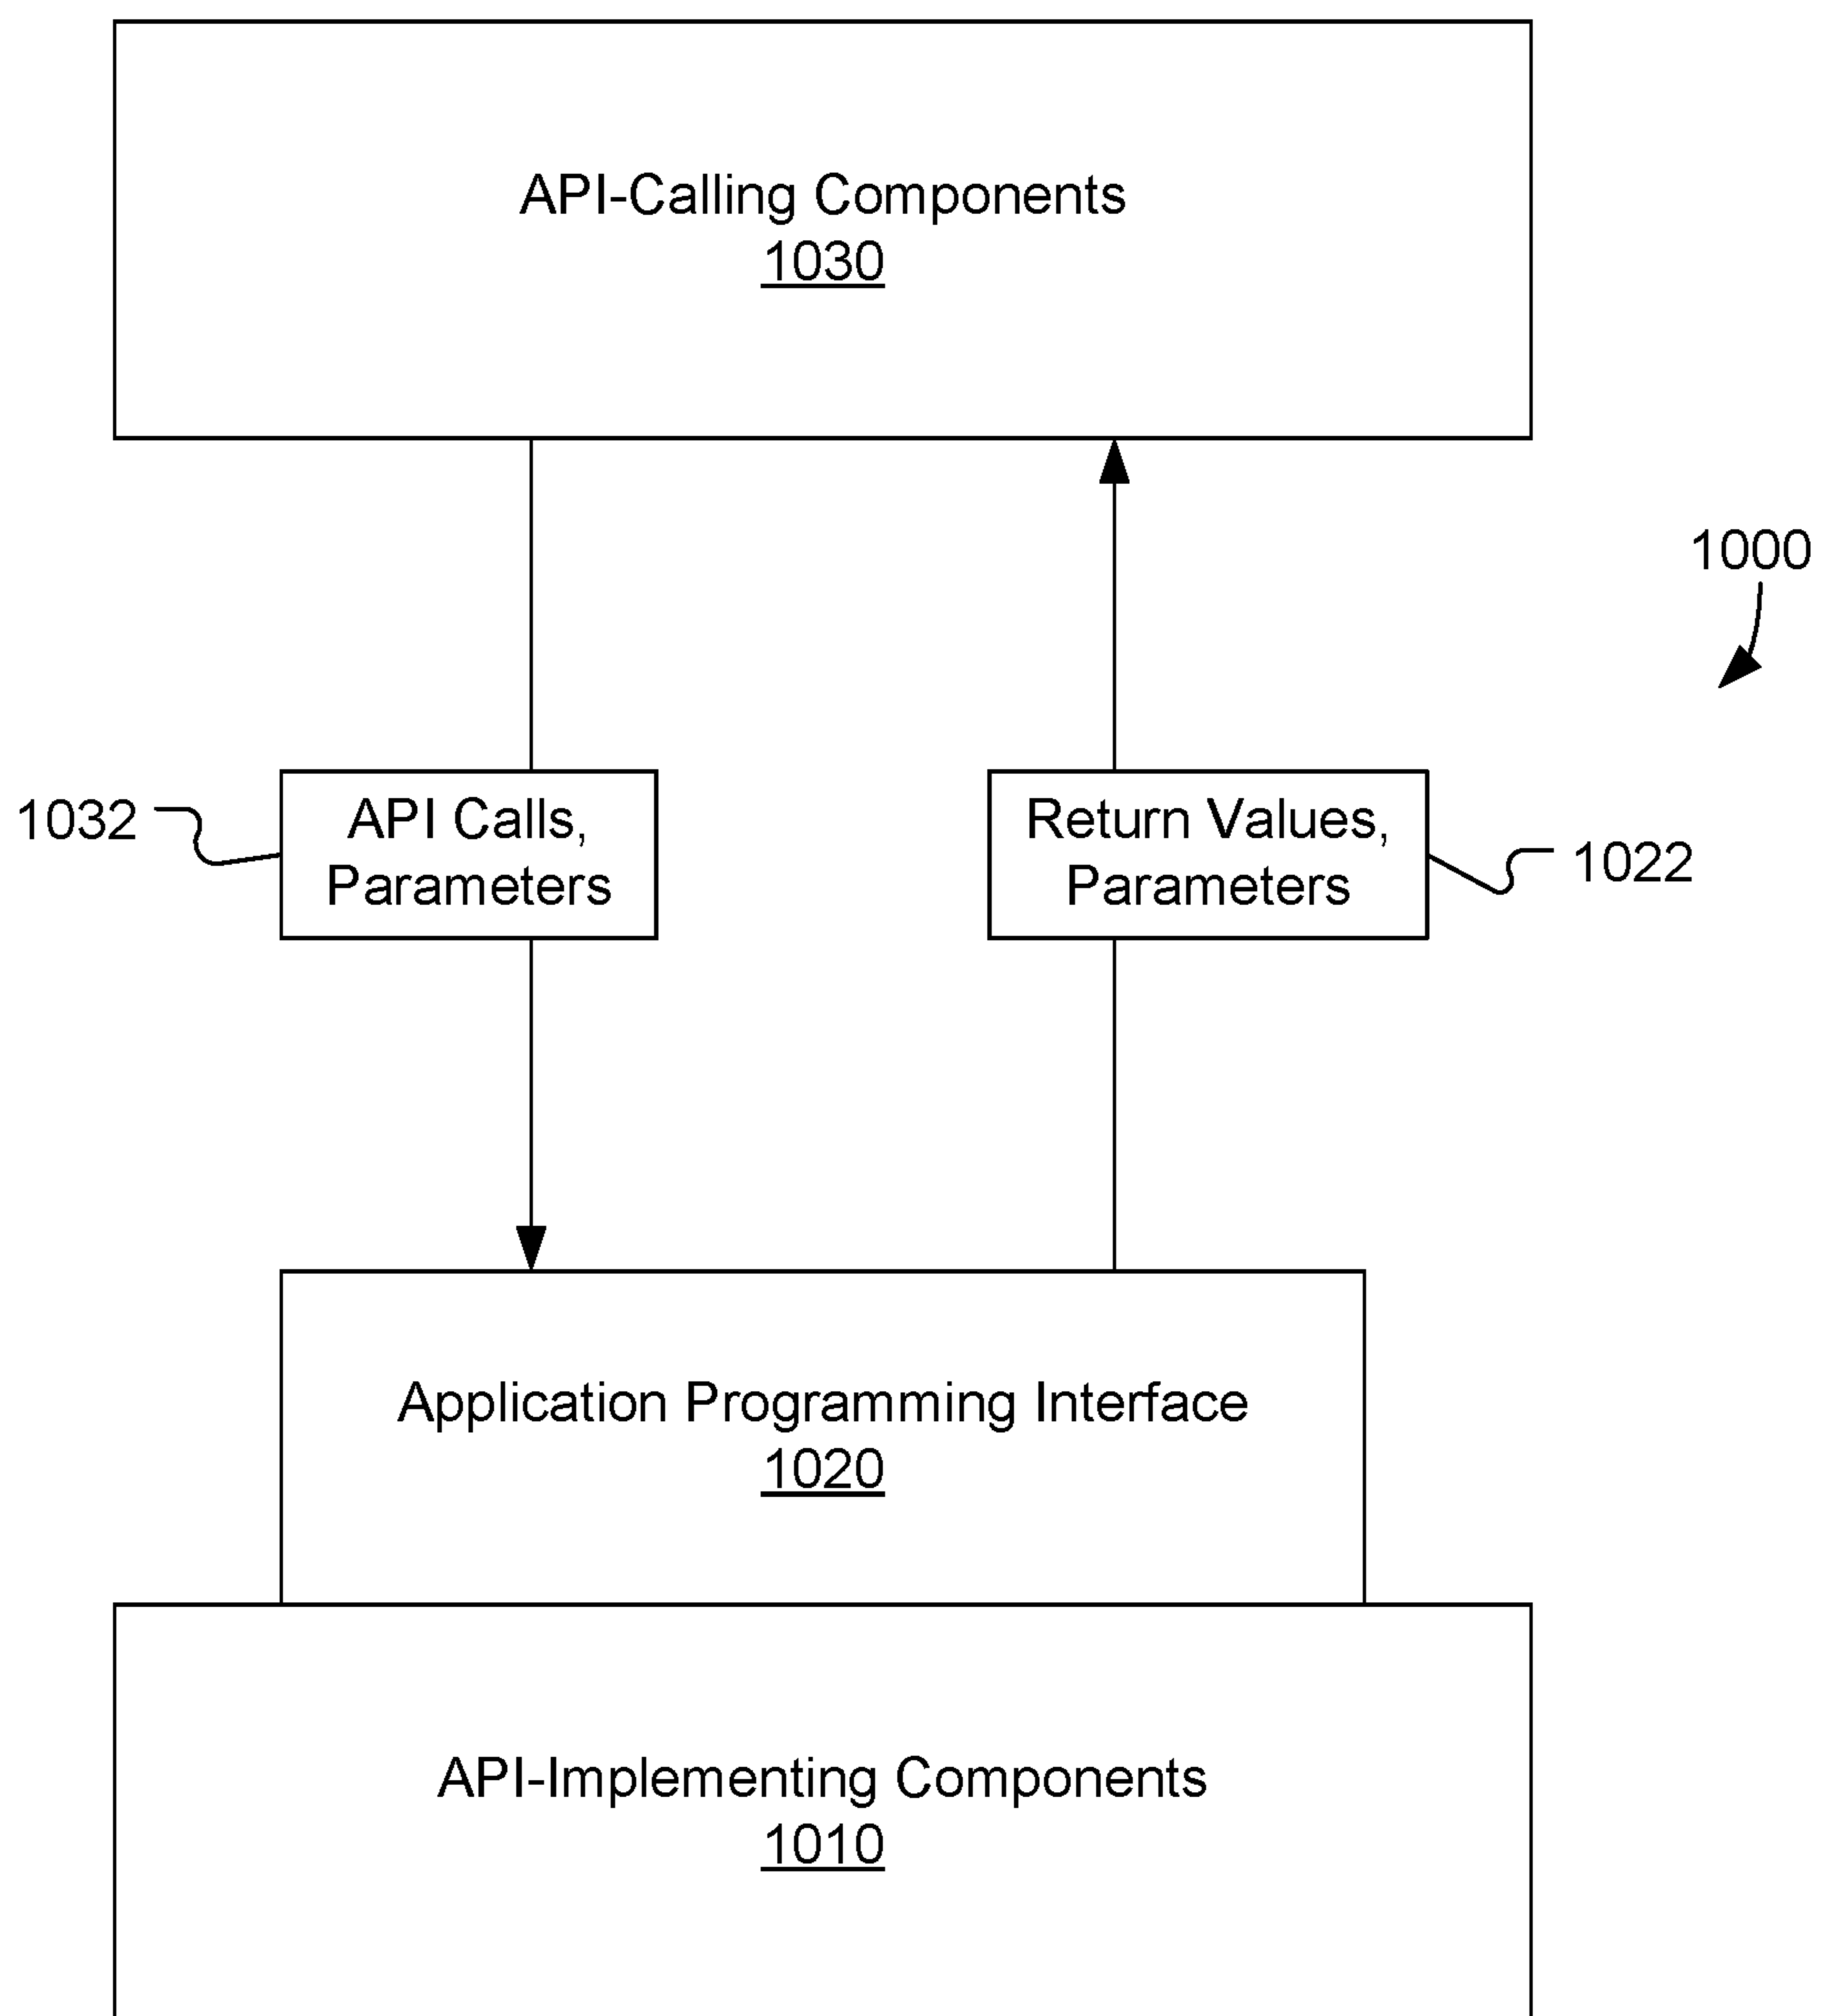 API-Calling Components
1030
1000
1032
API Calls,
Parameters
Return Values,
Parameters
1022
Application Programming Interface
1020
API-Implementing Components
1010